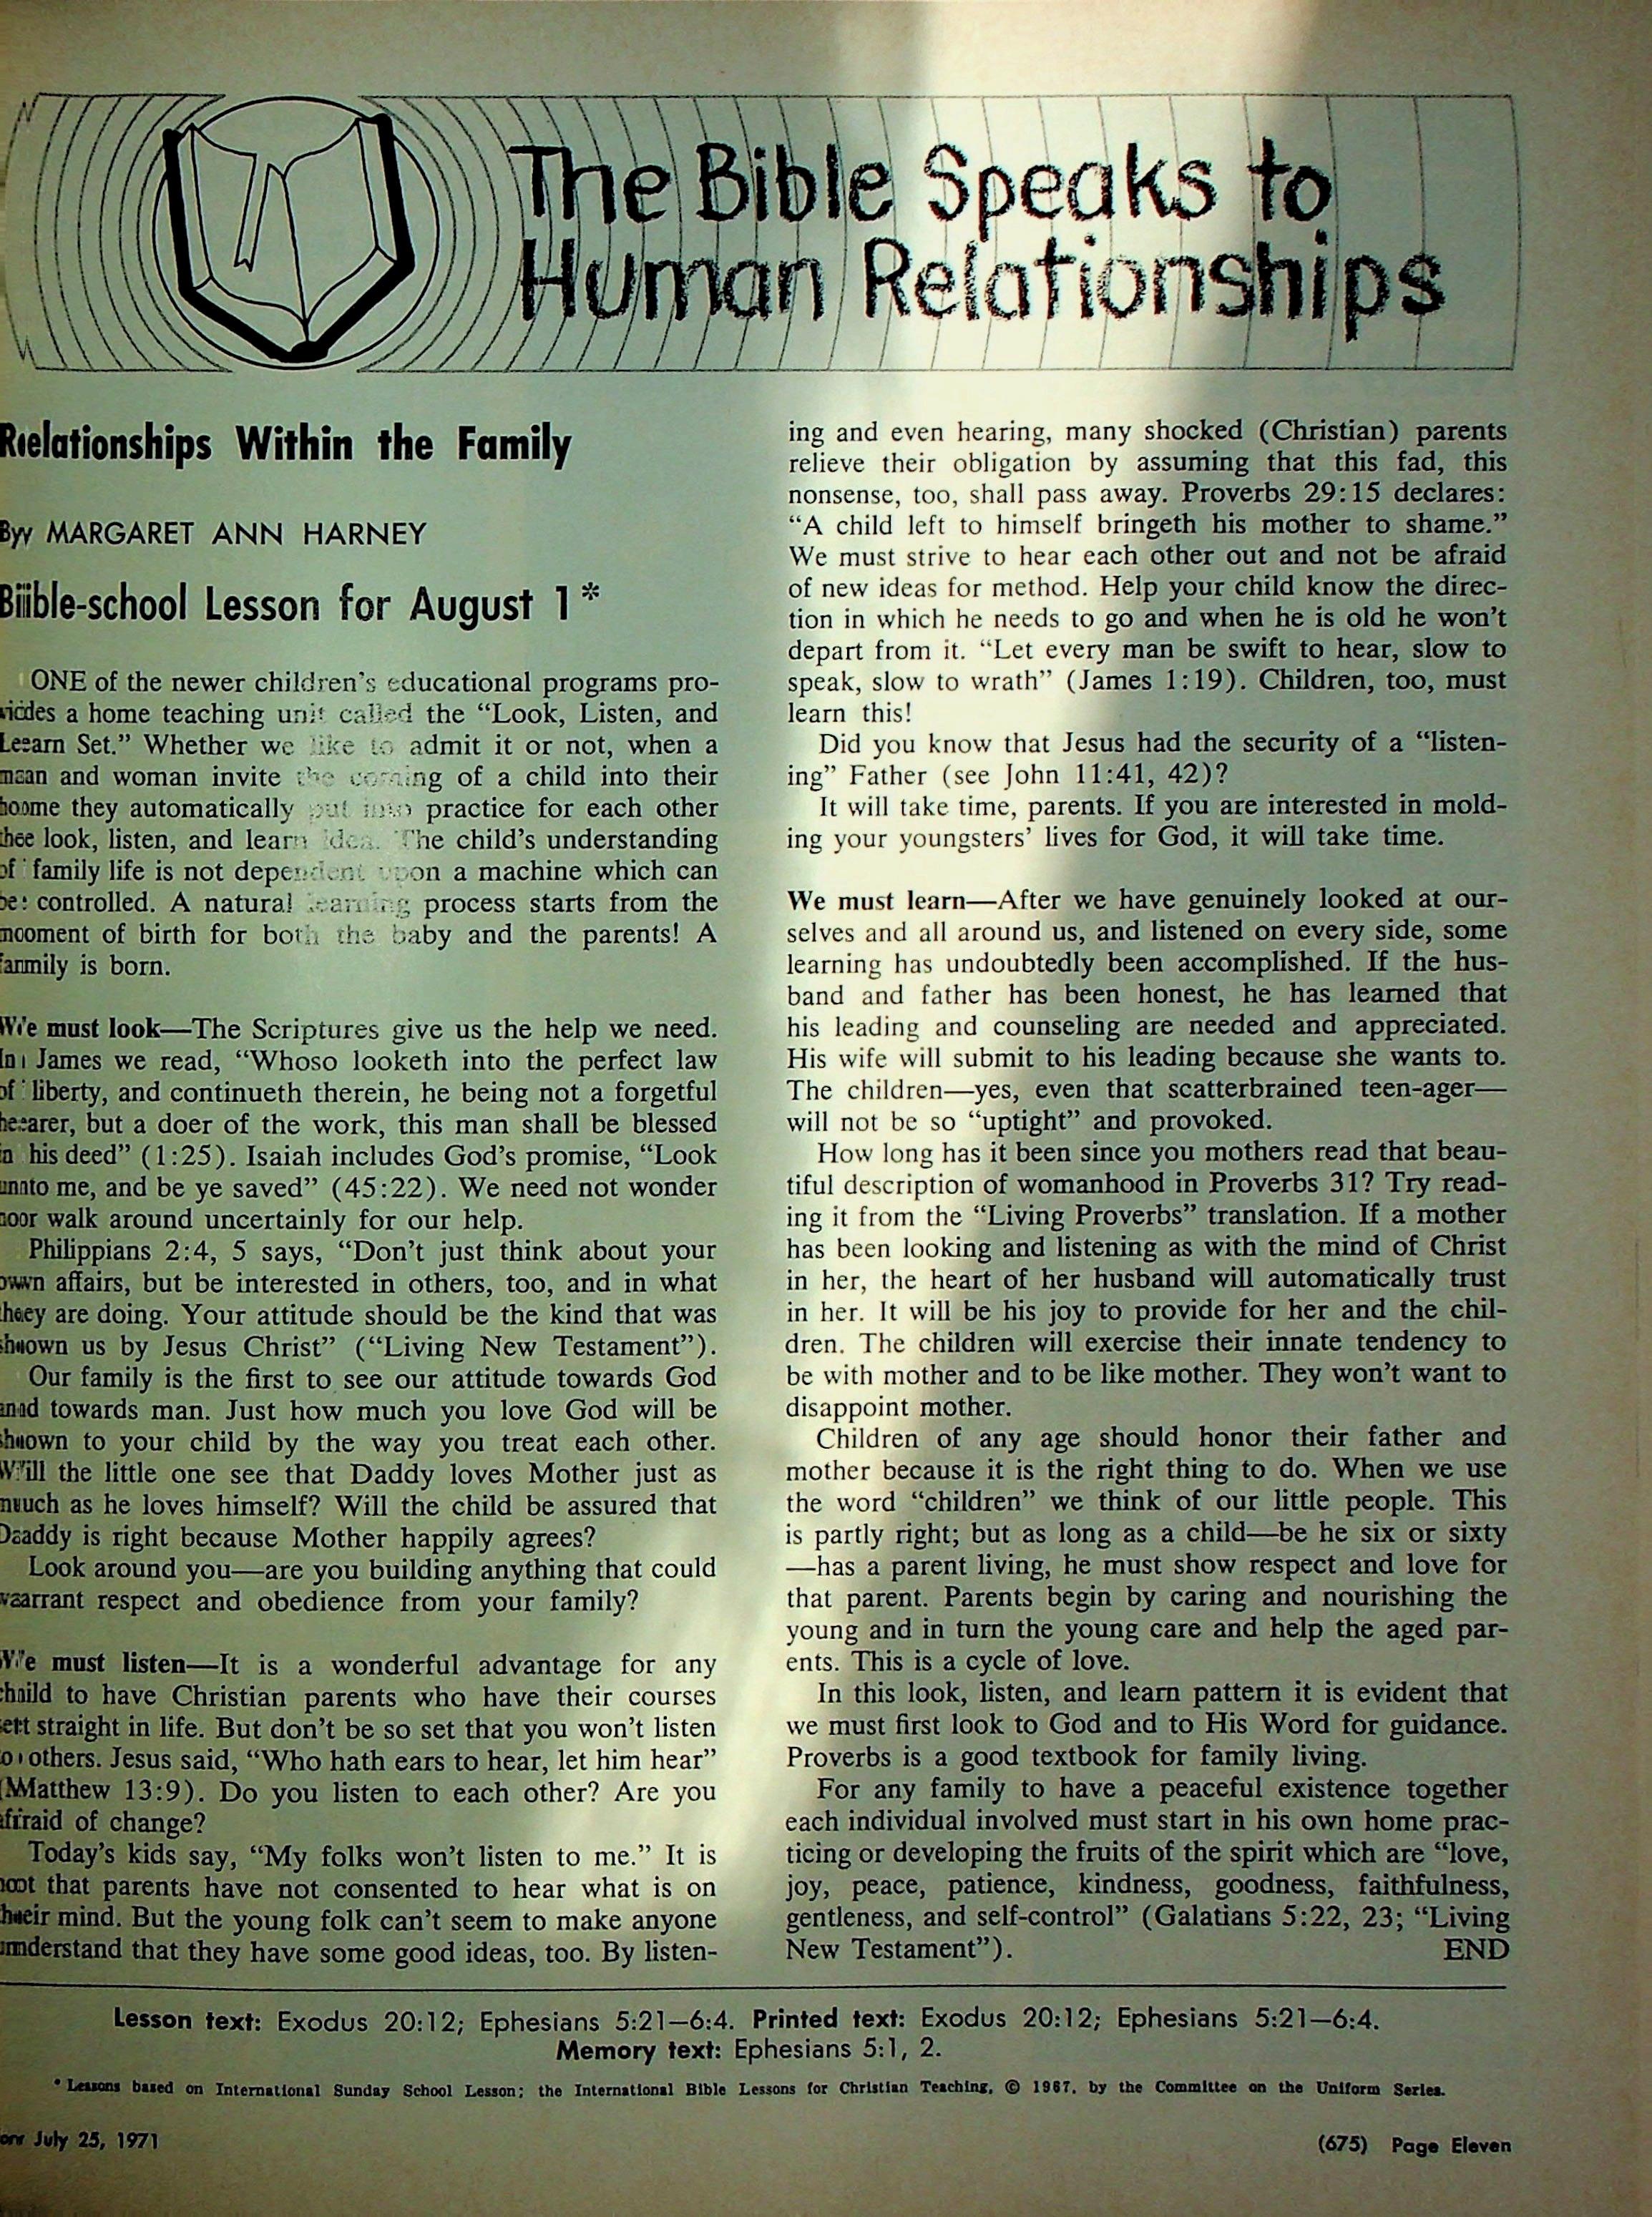 The Bible Speaks to
Human Relationships
Relationships Within the Family
By MARGARET ANN HARNEY
Bible-school Lesson for August 1*
ONE of the newer children's educational programs pro-
vides a home teaching unit called the "Look, Listen, and
Learn Set." Whether we like to admit it or not, when a
man and woman invite the coming of a child into their
home they automatically put into practice for each other
the look, listen, and learn idea. The child's understanding
of family life is not dependent upon a machine which can
be controlled. A natural learning process starts from the
moment of birth for both the baby and the parents! A
family is born.
We must look—The Scriptures give us the help we need.
In James we read, "Whoso looketh into the perfect law
of liberty, and continueth therein, he being not a forgetful
hearer, but a doer of the work, this man shall be blessed
in his deed" (1:25). Isaiah includes God's promise, "Look
unto me, and be ye saved" (45:22). We need not wonder
nor walk around uncertainly for our help.
Philippians 2:4, 5 says, "Don't just think about your
own affairs, but be interested in others, too, and in what
they are doing. Your attitude should be the kind that was
shown us by Jesus Christ" ("Living New Testament").
Our family is the first to see our attitude towards God
and towards man. Just how much you love God will be
shown to your child by the way you treat each other.
Will the little one see that Daddy loves Mother just as
much as he loves himself? Will the child be assured that
Daddy is right because Mother happily agrees?
Look around you—are you building anything that could
warrant respect and obedience from your family?
We must listen—It is a wonderful advantage for any
child to have Christian parents who have their courses
set straight in life. But don't be so set that you won't listen
to others. Jesus said, "Who hath ears to hear, let him hear"
(Matthew 13:9). Do you listen to each other? Are you
afraid of change?
Today's kids say, "My folks won't listen to me." It is
not that parents have not consented to hear what is on
their mind. But the young folk can't seem to make anyone
understand that they have some good ideas, too. By listen-
ing and even hearing, many shocked (Christian) parents
relieve their obligation by assuming that this fad, this
nonsense, too, shall pass away. Proverbs 29:15 declares:
"A child left to himself bringeth his mother to shame."
We must strive to hear each other out and not be afraid
of new ideas for method. Help your child know the direc-
tion in which he needs to go and when he is old he won't
depart from it. "Let every man be swift to hear, slow to
speak, slow to wrath" (James 1:19). Children, too, must
learn this!
Did you know that Jesus had the security of a "listen-
ing" Father (see John 11:41, 42)?
It will take time, parents. If you are interested in mold-
ing your youngsters' lives for God, it will take time.
We must learn—After we have genuinely looked at our-
selves and all around us, and listened on every side, some
learning has undoubtedly been accomplished. If the hus-
band and father has been honest, he has learned that
his leading and counseling are needed and appreciated.
His wife will submit to his leading because she wants to.
The children—yes, even that scatterbrained teen-ager—
will not be so "uptight" and provoked.
How long has it been since you mothers read that beau-
tiful description of womanhood in Proverbs 31? Try read-
ing it from the "Living Proverbs" translation. If a mother
has been looking and listening as with the mind of Christ
in her, the heart of her husband will automatically trust
in her. It will be his joy to provide for her and the chil-
dren. The children will exercise their innate tendency to
be with mother and to be like mother. They won't want to
disappoint mother.
Children of any age should honor their father and
mother because it is the right thing to do. When we use
the word "children" we think of our little people. This
is partly right; but as long as a child—be he six or sixty
—has a parent living, he must show respect and love for
that parent. Parents begin by caring and nourishing the
young and in turn the young care and help the aged par-
ents. This is a cycle of love.
In this look, listen, and learn pattern it is evident that
we must first look to God and to His Word for guidance.
Proverbs is a good textbook for family living.
For any family to have a peaceful existence together
each individual involved must start in his own home prac-
ticing or developing the fruits of the spirit which are "love,
joy, peace, patience, kindness, goodness, faithfulness,
gentleness, and self-control" (Galatians 5:22, 23; "Living
New Testament"). END
Lesson text: Exodus 20:12; Ephesians 5:21—6:4. Printed text: Exodus 20:12; Ephesians 5:21—6:4.
Memory text: Ephesians 5:1, 2.
* Lessons based on International Sunday School Lesson; the International Bible Lessons for Christian Teaching, © 1967, by the Committee on the Uniform Series.
July 25, 1971
(675) Page Eleven